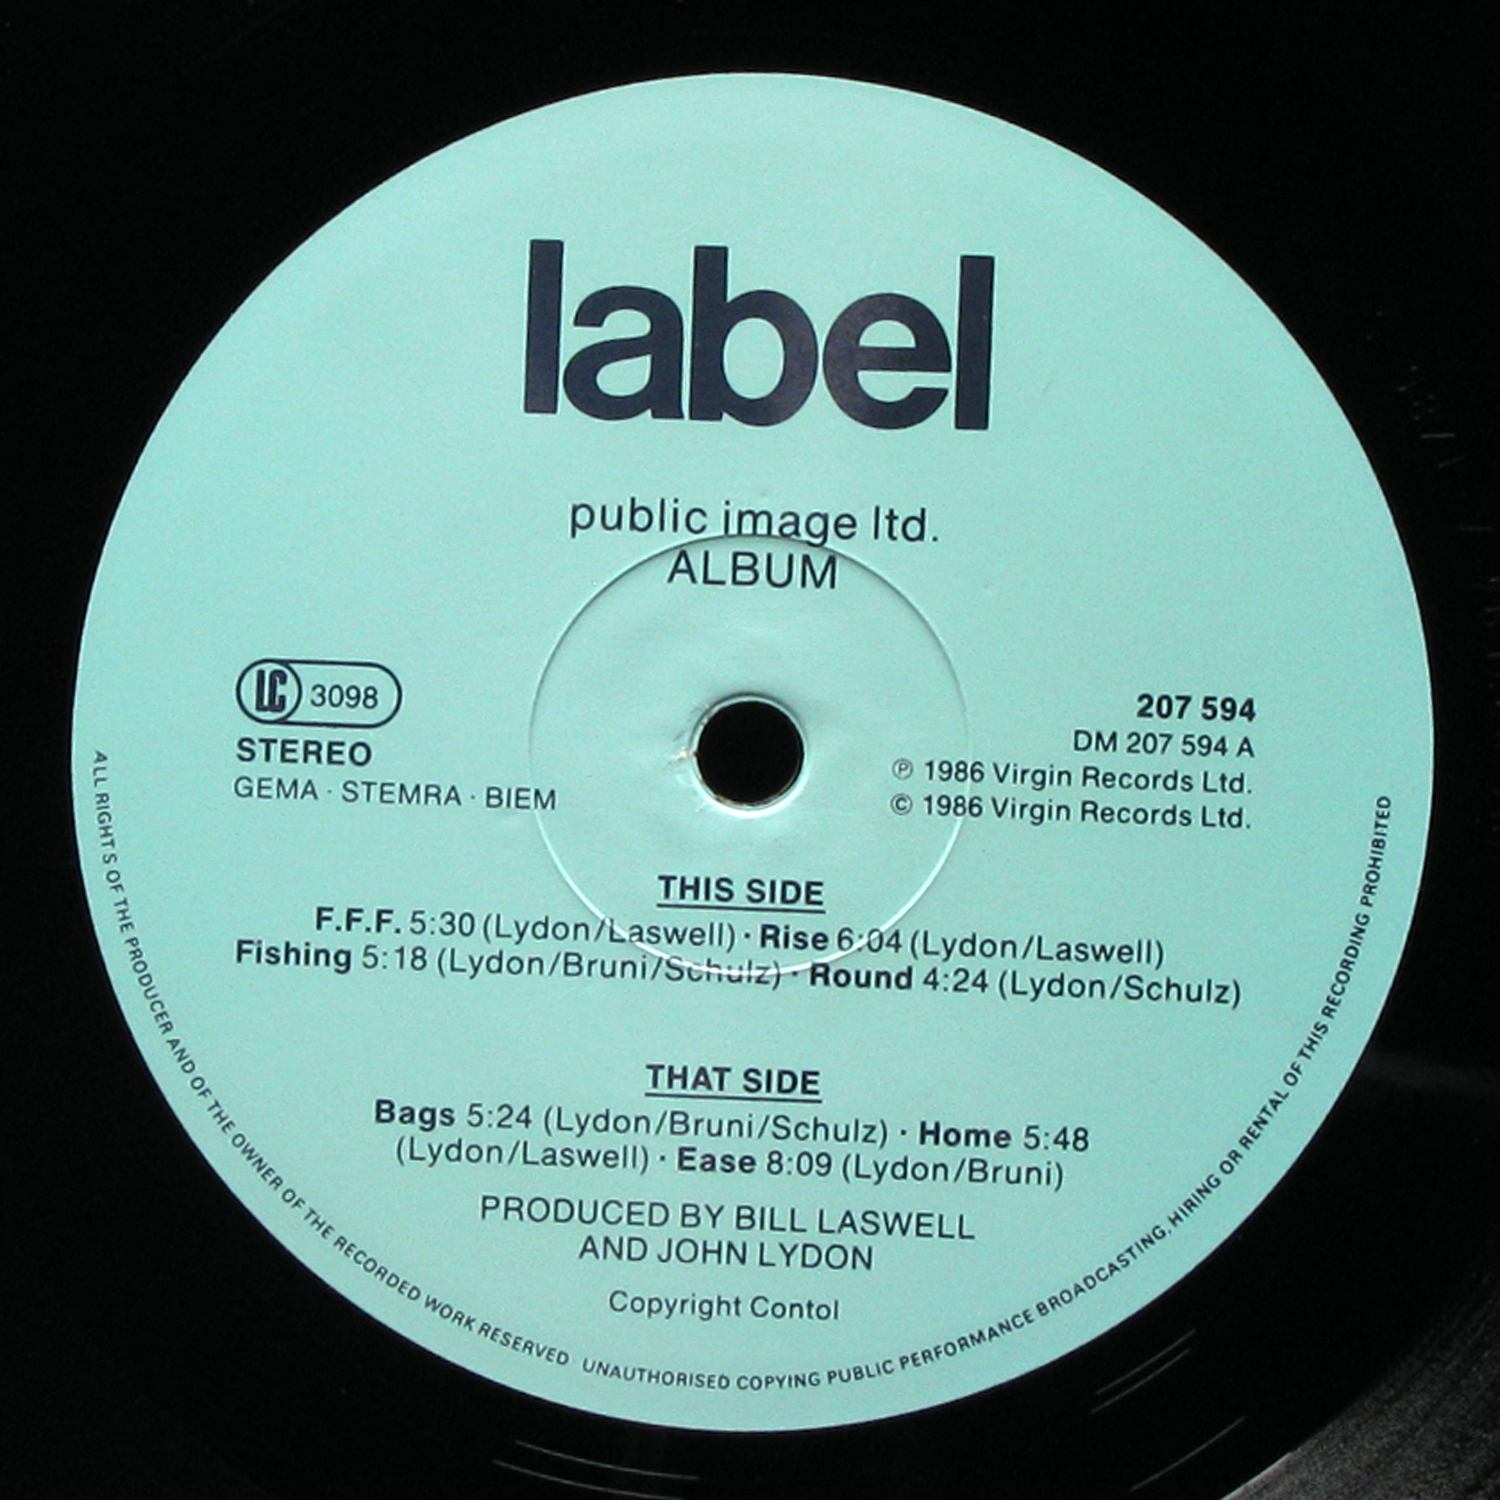 label
public image ltd.
ALBUM
LC 3098
STEREO
GEMA · STEMRA · BIEM
207 594
DM 207 594 A
℗ 1986 Virgin Records Ltd.
© 1986 Virgin Records Ltd.
THIS SIDE
F.F.F. 5:30 (Lydon/Laswell) · Rise 6:04 (Lydon/Laswell)
Fishing 5:18 (Lydon/Bruni/Schulz) · Round 4:24 (Lydon/Schulz)
THAT SIDE
Bags 5:24 (Lydon/Bruni/Schulz) · Home 5:48
(Lydon/Laswell) · Ease 8:09 (Lydon/Bruni)
PRODUCED BY BILL LASWELL
AND JOHN LYDON
Copyright Contol
ALL RIGHTS OF THE PRODUCER AND OF THE OWNER OF THE RECORDED WORK RESERVED UNAUTHORISED COPYING PUBLIC PERFORMANCE BROADCASTING, HIRING OR RENTAL OF THIS RECORDING PROHIBITED